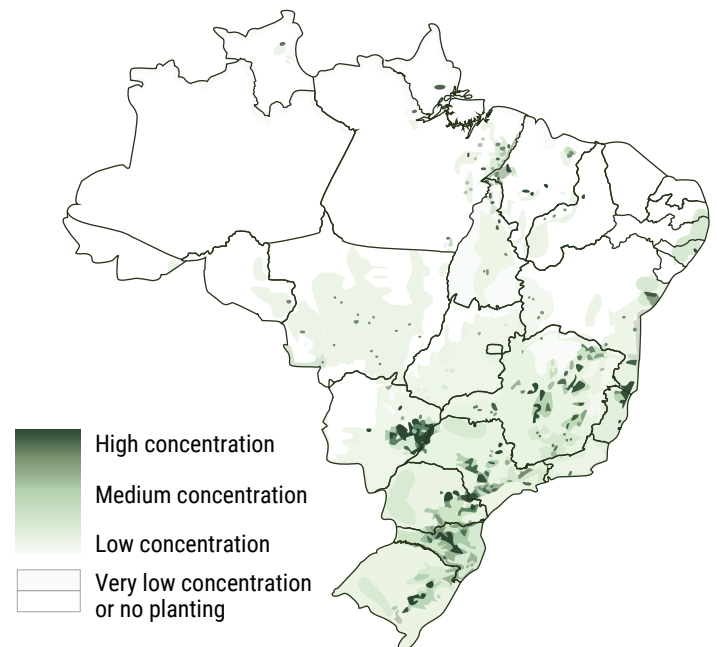 High concentration
Medium concentration
Low concentration
Very low concentration
or no planting